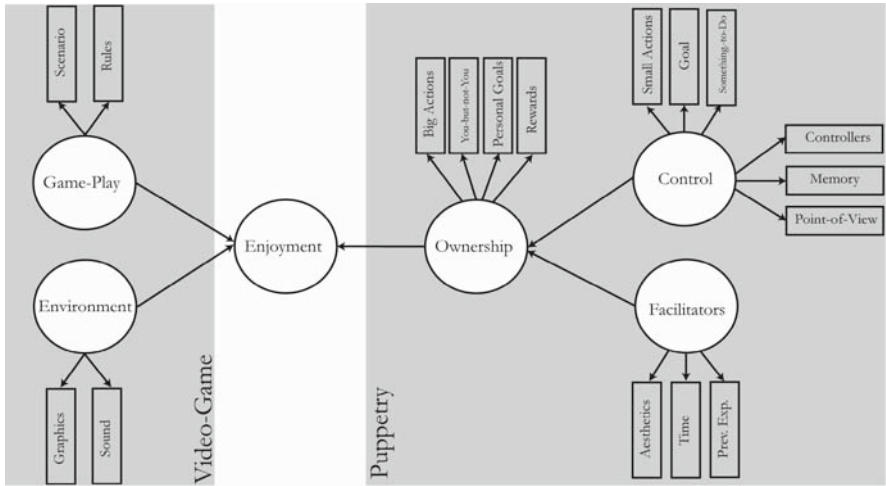 Scenario
Rules
Game-Play
Environment
Graphics
Sound
Video-Game
Enjoyment
Puppetry
Big Actions
You-but-not-You
Personal Goals
Rewards
Ownership
Small Actions
Goal
Something-to-Do
Control
Controllers
Memory
Point-of-View
Facilitators
Aesthetics
Time
Prev. Exp.